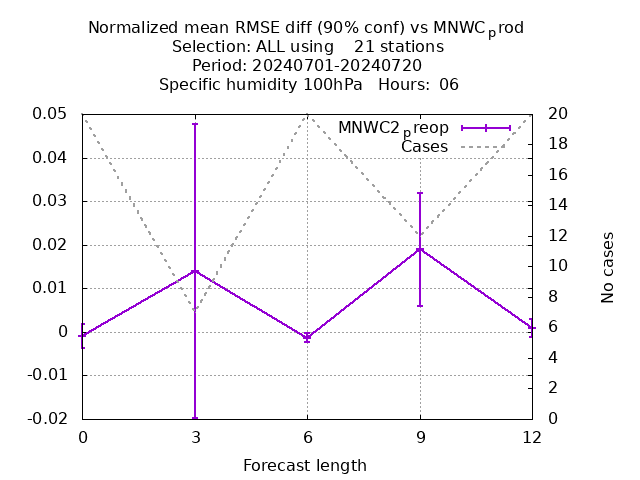 Normalized mean RMSE diff (90% conf) vs MNWCprod
Selection: ALL using    21 stations
Period: 20240701-20240720
Specific humidity 100hPa   Hours: 06
MNWC2preop
Cases
0.05
0.04
0.03
0.02
0.01
0
-0.01
-0.02
20
18
16
14
12
10
8
6
4
2
0
No cases
0 3 6 9 12
Forecast length